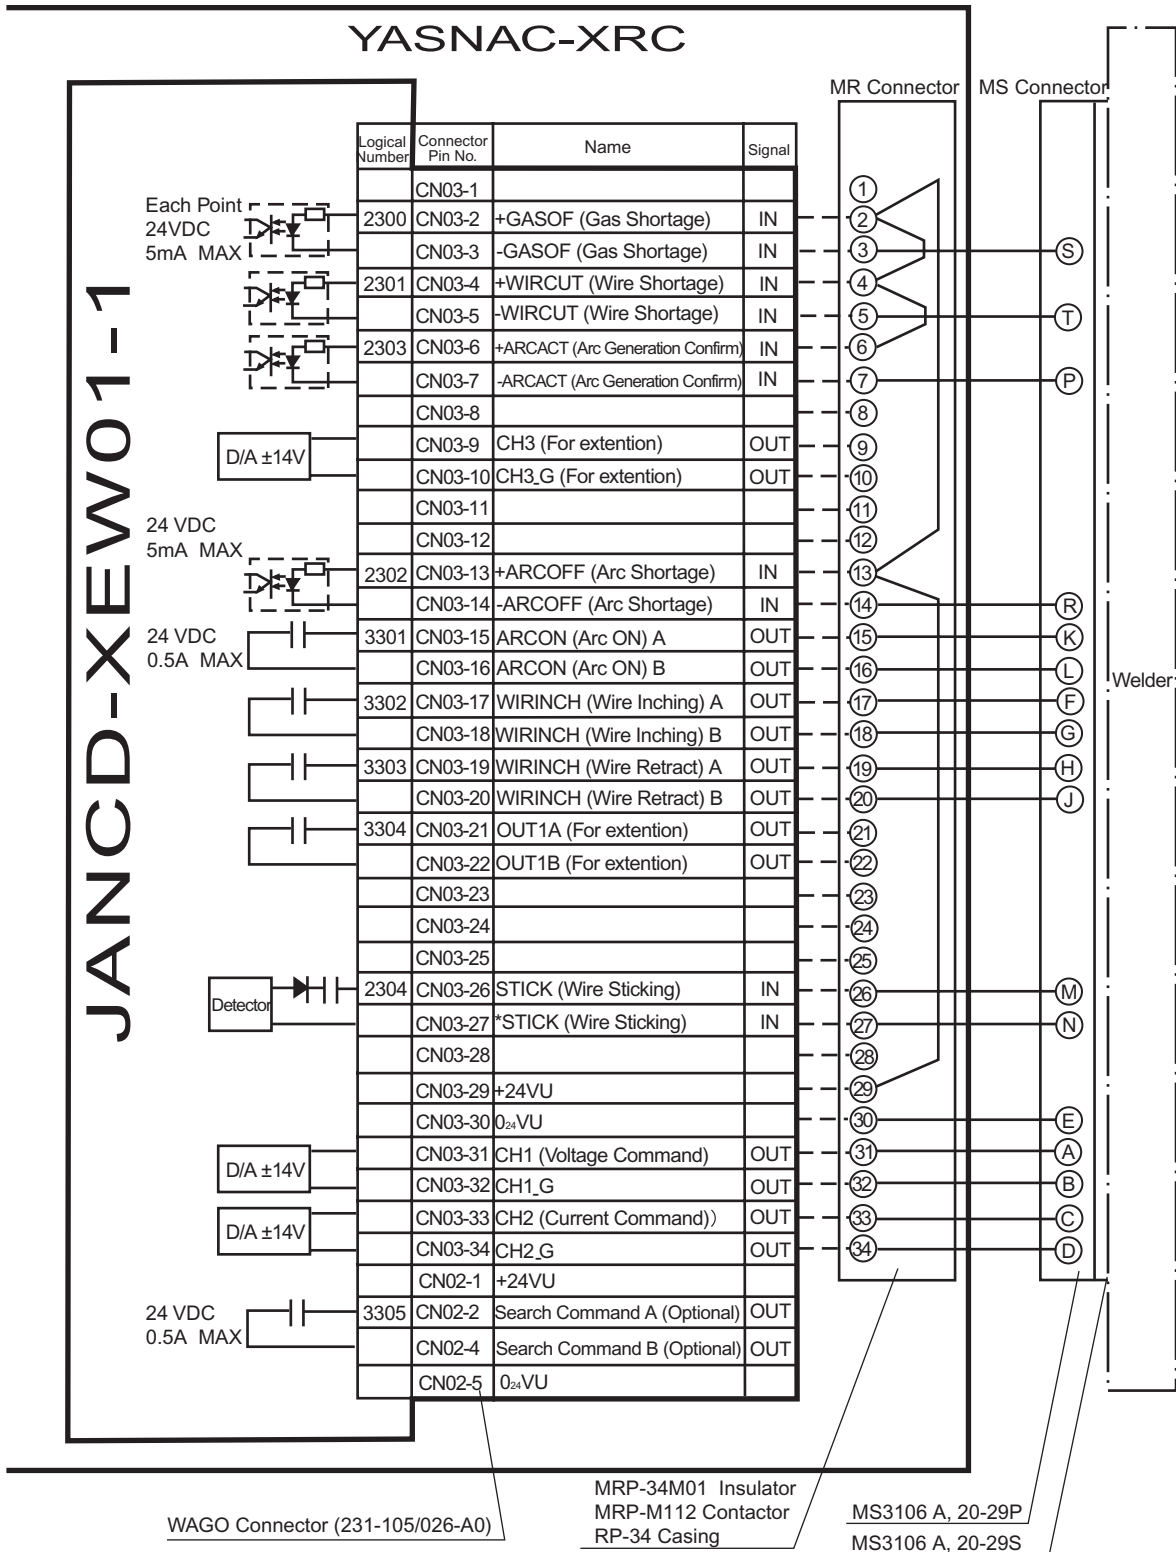 YASNAC-XRC
MR Connector
MS Connector
JANCD-XEW01-1
Logical Number
Connector Pin No.
Name
Signal
CN03-1
1
Each Point
24VDC
5mA MAX
2300 CN03-2 +GASOF (Gas Shortage) IN 2
CN03-3 -GASOF (Gas Shortage) IN 3 S
2301 CN03-4 +WIRCUT (Wire Shortage) IN 4
CN03-5 -WIRCUT (Wire Shortage) IN 5 T
2303 CN03-6 +ARCACT (Arc Generation Confirm) IN 6
CN03-7 -ARCACT (Arc Generation Confirm) IN 7 P
CN03-8 8
D/A ±14V
CN03-9 CH3 (For extention) OUT 9
CN03-10 CH3_G (For extention) OUT 10
CN03-11 11
CN03-12 12
24 VDC
5mA MAX
2302 CN03-13 +ARCOFF (Arc Shortage) IN 13
CN03-14 -ARCOFF (Arc Shortage) IN 14 R
24 VDC
0.5A MAX
3301 CN03-15 ARCON (Arc ON) A OUT 15 K
CN03-16 ARCON (Arc ON) B OUT 16 L
Welder
3302 CN03-17 WIRINCH (Wire Inching) A OUT 17 F
CN03-18 WIRINCH (Wire Inching) B OUT 18 G
3303 CN03-19 WIRINCH (Wire Retract) A OUT 19 H
CN03-20 WIRINCH (Wire Retract) B OUT 20 J
3304 CN03-21 OUT1A (For extention) OUT 21
CN03-22 OUT1B (For extention) OUT 22
CN03-23 23
CN03-24 24
CN03-25 25
Detector
2304 CN03-26 STICK (Wire Sticking) IN 26 M
CN03-27 *STICK (Wire Sticking) IN 27 N
CN03-28 28
CN03-29 +24VU 29
CN03-30 024VU 30 E
D/A ±14V
CN03-31 CH1 (Voltage Command) OUT 31 A
CN03-32 CH1_G OUT 32 B
D/A ±14V
CN03-33 CH2 (Current Command)) OUT 33 C
CN03-34 CH2_G OUT 34 D
CN02-1 +24VU
24 VDC
0.5A MAX
3305 CN02-2 Search Command A (Optional) OUT
CN02-4 Search Command B (Optional) OUT
CN02-5 024VU
WAGO Connector (231-105/026-A0)
MRP-34M01 Insulator
MRP-M112 Contactor
RP-34 Casing
MS3106 A, 20-29P
MS3106 A, 20-29S